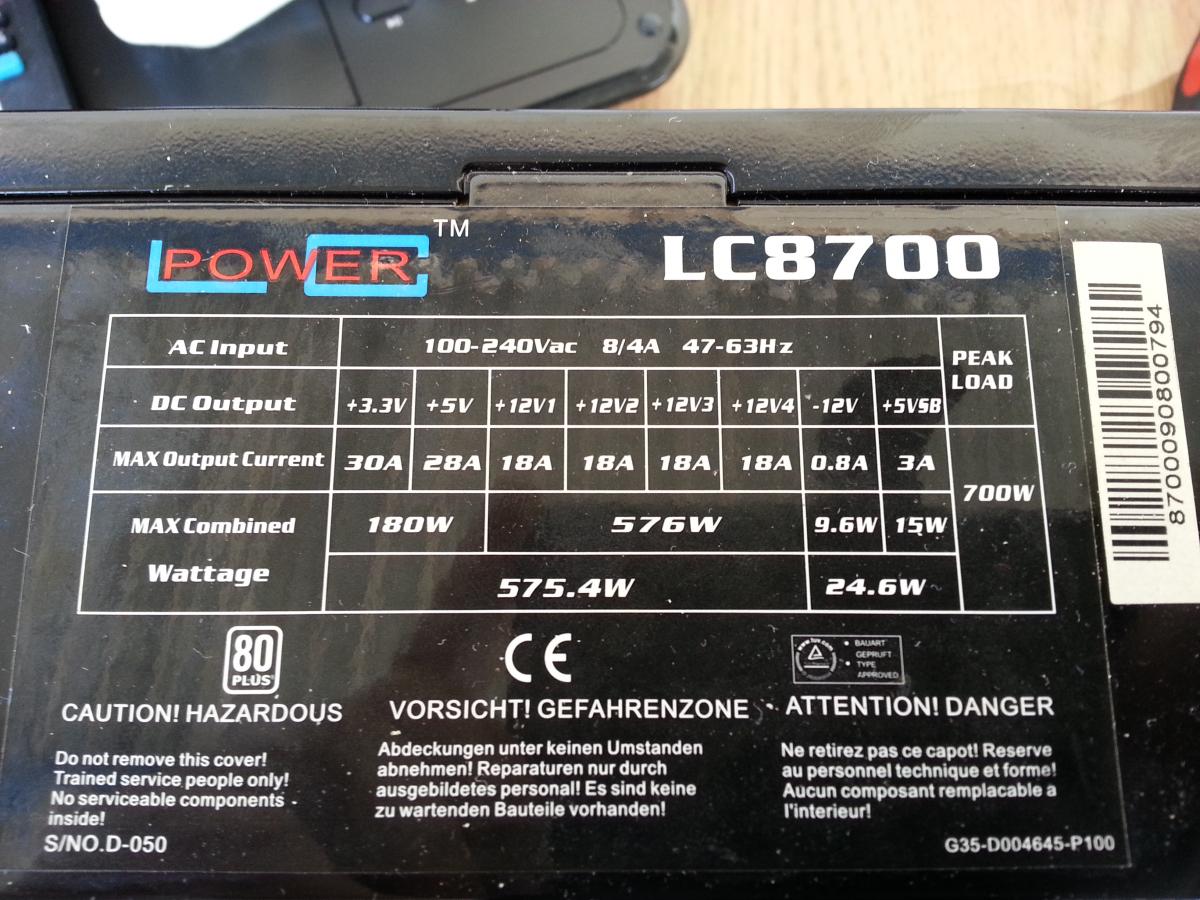 POWER TM
LC8700
AC Input 100-240Vac 8/4A 47-63Hz PEAK LOAD
DC Output +3.3V +5V +12V1 +12V2 +12V3 +12V4 -12V +5VSB
MAX Output Current 30A 28A 18A 18A 18A 18A 0.8A 3A 700W
MAX Combined Wattage 180W 576W 9.6W 15W
575.4W 24.6W
8700090800794
80 PLUS
CE
BAUART
GEPRUFT
TYPE
APPROVED
CAUTION! HAZARDOUS
Do not remove this cover!
Trained service people only!
No serviceable components
inside!
S/NO.D-050
VORSICHT! GEFAHRENZONE
Abdeckungen unter keinen Umstanden
abnehmen! Reparaturen nur durch
ausgebildetes personal! Es sind keine
zu wartenden Bauteile vorhanden!
ATTENTION! DANGER
Ne retirez pas ce capot! Reserve
au personnel technique et forme!
Aucun composant remplacable a
l'interieur!
G35-D004645-P100